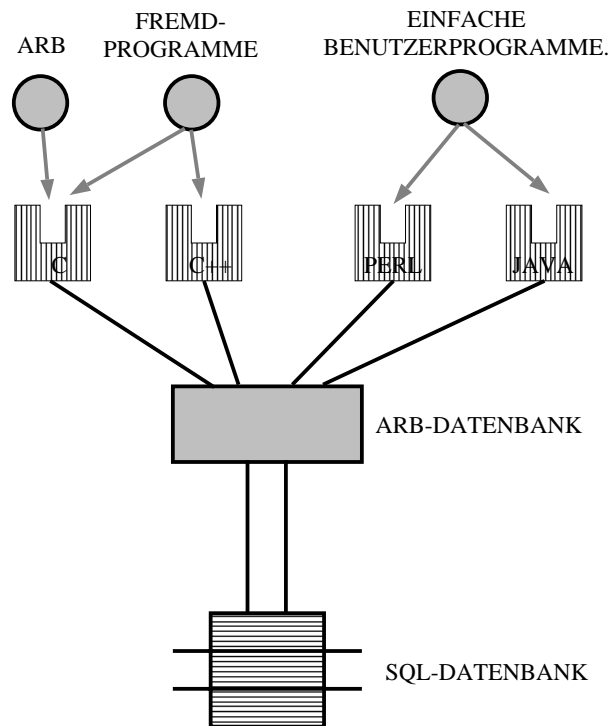 ARB
FREMD-
PROGRAMME
EINFACHE
BENUTZERPROGRAMME.
C
C++
PERL
JAVA
ARB-DATENBANK
SQL-DATENBANK